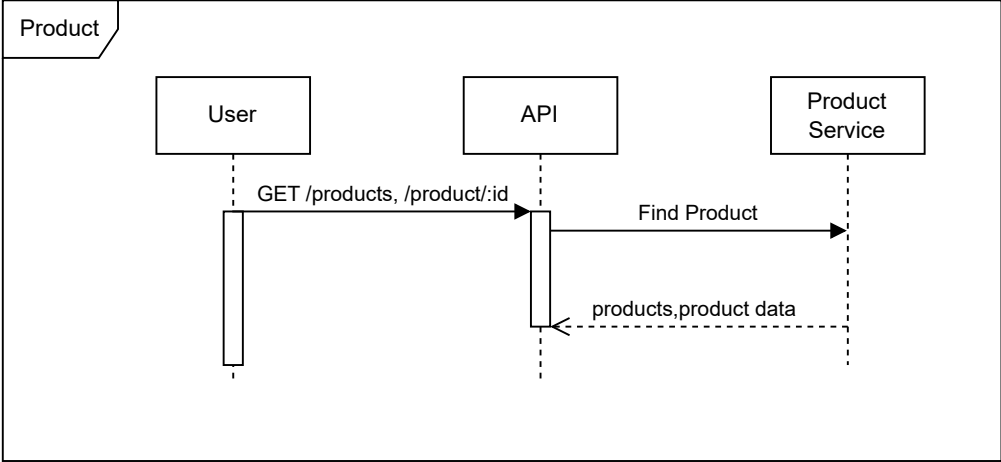 Product
User
API
Product
Service
GET /products, /product/:id
Find Product
products,product data